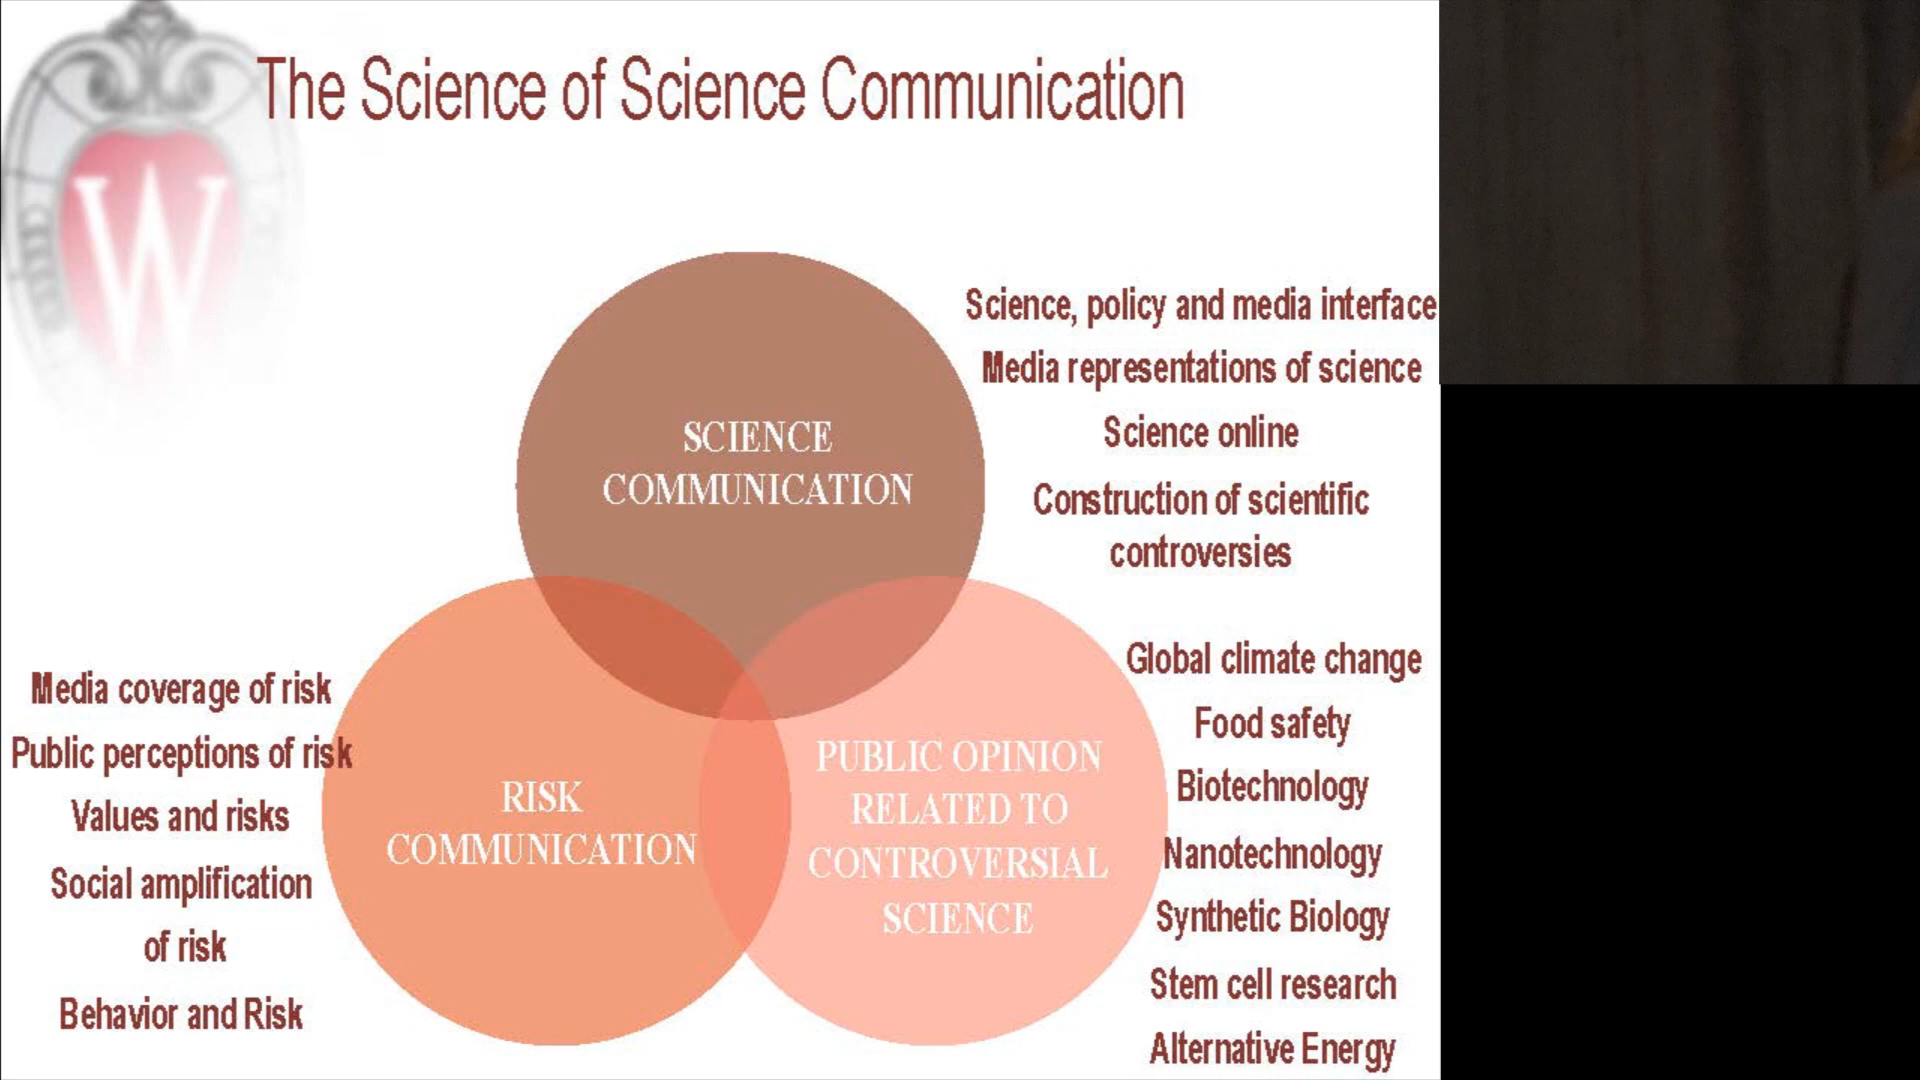 The Science of Science Communication
W
SCIENCE
COMMUNICATION
Science, policy and media interface
Media representations of science
Science online
Construction of scientific
controversies
Media coverage of risk
Public perceptions of risk
Values and risks
Social amplification
of risk
Behavior and Risk
RISK
COMMUNICATION
PUBLIC OPINION
RELATED TO
CONTROVERSIAL
SCIENCE
Global climate change
Food safety
Biotechnology
Nanotechnology
Synthetic Biology
Stem cell research
Alternative Energy